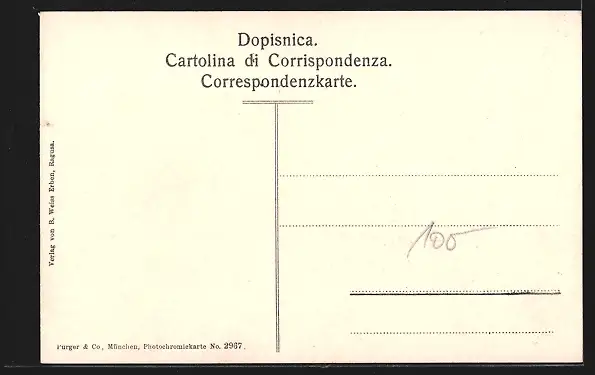 Dopisnica.
Cartolina di Corrispondenza.
Correspondenzkarte.
Verlag von R. Weiss Erben, Ragusa.
100
Purger & Co., München, Photochromiekarte No. 2967.